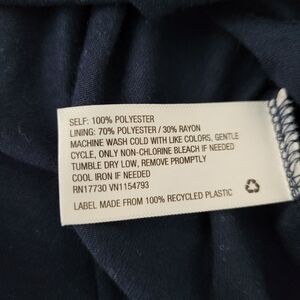 SELF: 100% POLYESTER
LINING: 70% POLYESTER / 30% RAYON
MACHINE WASH COLD WITH LIKE COLORS, GENTLE
CYCLE, ONLY NON-CHLORINE BLEACH IF NEEDED
TUMBLE DRY LOW, REMOVE PROMPTLY
COOL IRON IF NEEDED
RN17730 VN1154793
LABEL MADE FROM 100% RECYCLED PLASTIC